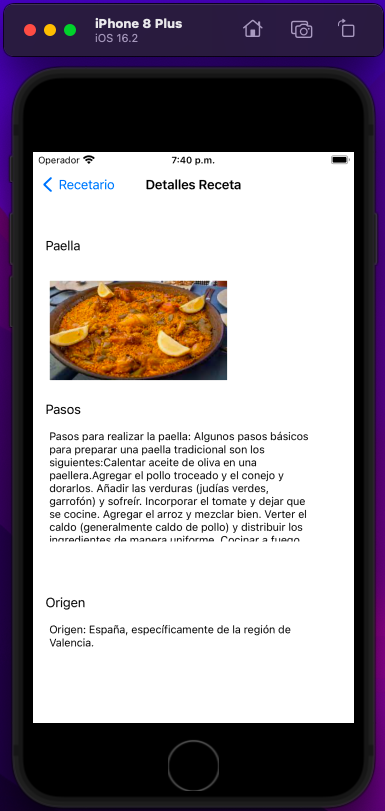 iPhone 8 Plus
iOS 16.2
Operador 7:40 p.m.
Recetario Detalles Receta
Paella
Pasos
Pasos para realizar la paella: Algunos pasos básicos
para preparar una paella tradicional son los
siguientes:Calentar aceite de oliva en una
paellera.Agregar el pollo troceado y el conejo y
dorarlos. Añadir las verduras (judías verdes,
garrofón) y sofreír. Incorporar el tomate y dejar que
se cocine. Agregar el arroz y mezclar bien. Verter el
caldo (generalmente caldo de pollo) y distribuir los
ingredientes de manera uniforme. Cocinar a fuego
Origen
Origen: España, específicamente de la región de
Valencia.